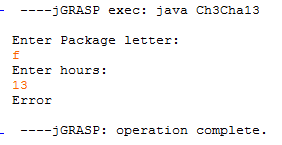 ----jGRASP exec: java Ch3Cha13
Enter Package letter:
f
Enter hours:
13
Error
----jGRASP: operation complete.